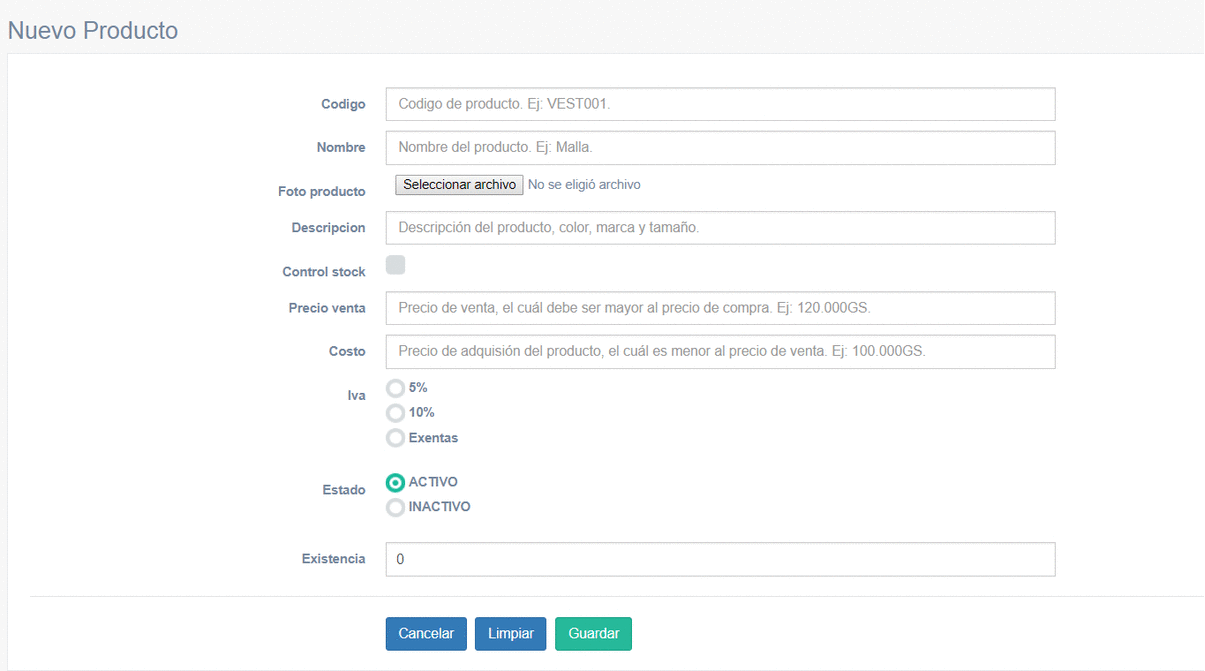 Nuevo Producto
Codigo Codigo de producto. Ej: VEST001.
Nombre Nombre del producto. Ej: Malla.
Foto producto Seleccionar archivo No se eligió archivo
Descripcion Descripción del producto, color, marca y tamaño.
Control stock
Precio venta Precio de venta, el cuál debe ser mayor al precio de compra. Ej: 120.000GS.
Costo Precio de adquisión del producto, el cuál es menor al precio de venta. Ej: 100.000GS.
Iva 5%
10%
Exentas
Estado ACTIVO
INACTIVO
Existencia 0
Cancelar Limpiar Guardar